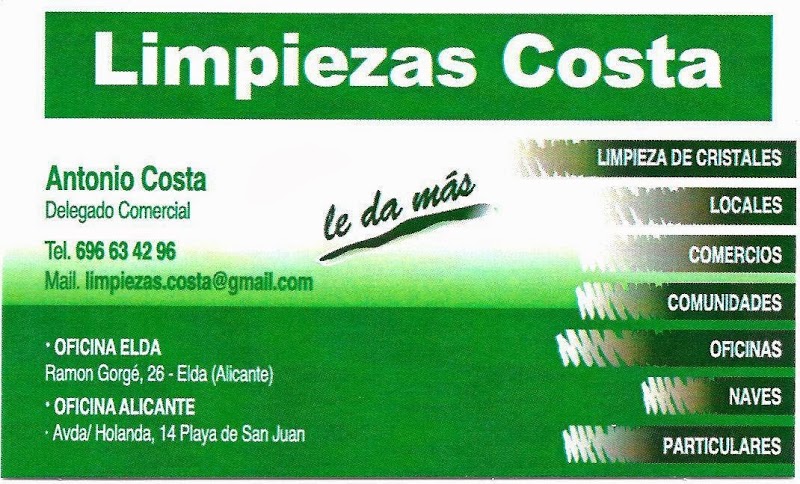 Limpiezas Costa
Antonio Costa
Delegado Comercial
Tel. 696 63 42 96
Mail. limpiezas.costa@gmail.com
le da más
· OFICINA ELDA
Ramon Gorgé, 26 - Elda (Alicante)
· OFICINA ALICANTE
· Avda/ Holanda, 14 Playa de San Juan
LIMPIEZA DE CRISTALES
LOCALES
COMERCIOS
COMUNIDADES
OFICINAS
NAVES
PARTICULARES